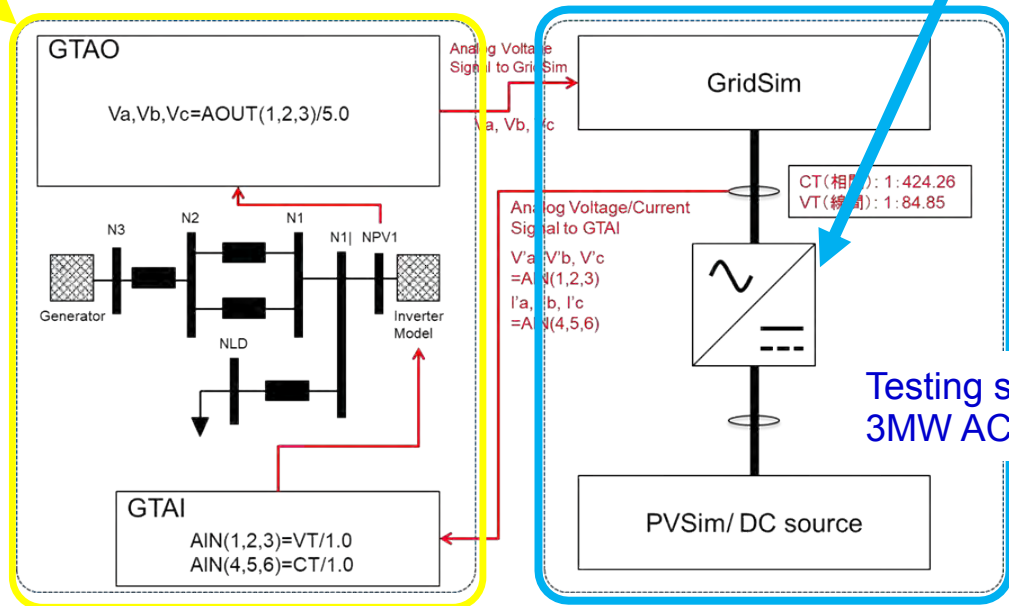 GTAO
Va,Vb,Vc=AOUT(1,2,3)/5.0
Analog Voltage
Signal to GridSim
Va, Vb, Vc
GridSim
CT(相間): 1:424.26
VT(線間): 1:84.85
Analog Voltage/Current
Signal to GTAI
V'a, V'b, V'c
=AIN(1,2,3)
I'a, I'b, I'c
=AIN(4,5,6)
N3
N2
N1
N1|
NPV1
Generator
Inverter
Model
NLD
GTAI
AIN(1,2,3)=VT/1.0
AIN(4,5,6)=CT/1.0
Testing s
3MW AC
PVSim/ DC source